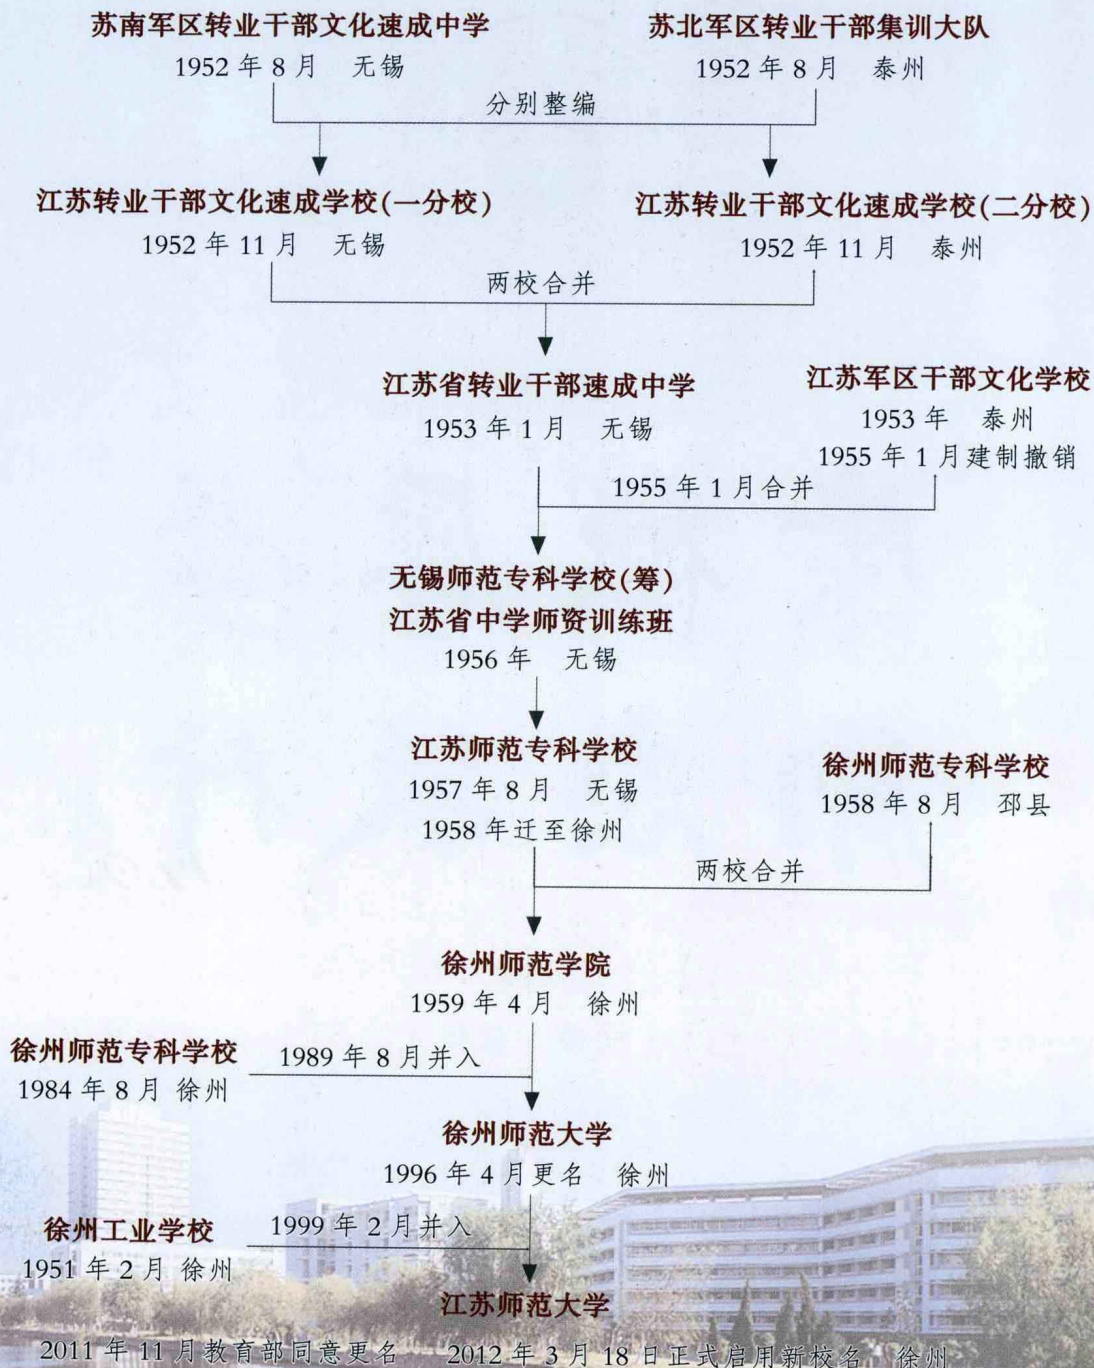 苏南军区转业干部文化速成中学
1952 年 8 月 无锡
苏北军区转业干部集训大队
1952 年 8 月 泰州
分别整编
江苏转业干部文化速成学校(一分校)
1952 年 11 月 无锡
江苏转业干部文化速成学校(二分校)
1952 年 11 月 泰州
两校合并
江苏省转业干部速成中学
1953 年 1 月 无锡
江苏军区干部文化学校
1953 年 泰州
1955 年 1 月建制撤销
1955 年 1 月合并
无锡师范专科学校(筹)
江苏省中学师资训练班
1956 年 无锡
江苏师范专科学校
1957 年 8 月 无锡
1958 年迁至徐州
徐州师范专科学校
1958 年 8 月 邳县
两校合并
徐州师范学院
1959 年 4 月 徐州
徐州师范专科学校
1984 年 8 月 徐州
1989 年 8 月并入
徐州师范大学
1996 年 4 月更名 徐州
徐州工业学校
1951 年 2 月 徐州
1999 年 2 月并入
江苏师范大学
2011 年 11 月教育部同意更名 2012 年 3 月 18 日正式启用新校名 徐州